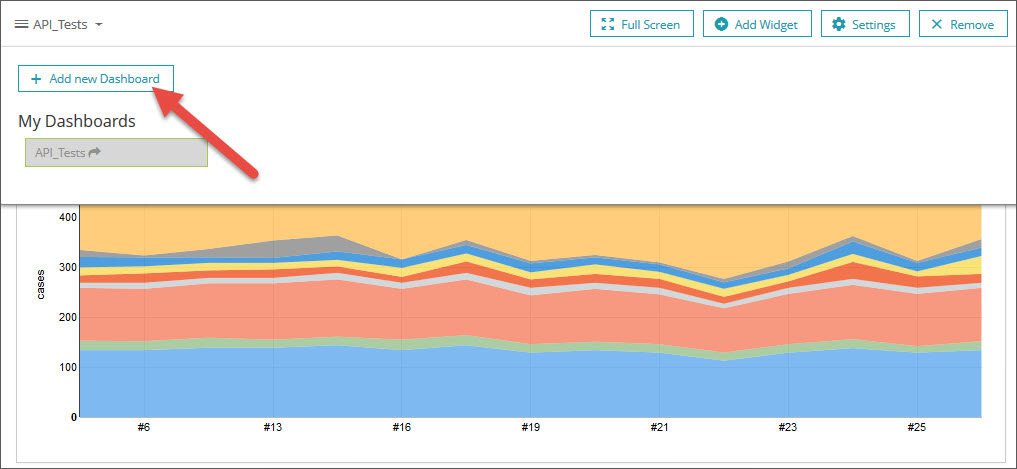 API_Tests
Full Screen
Add Widget
Settings
Remove
Add new Dashboard
My Dashboards
API_Tests
400
300
200
100
0
cases
#6 #13 #16 #19 #21 #23 #25